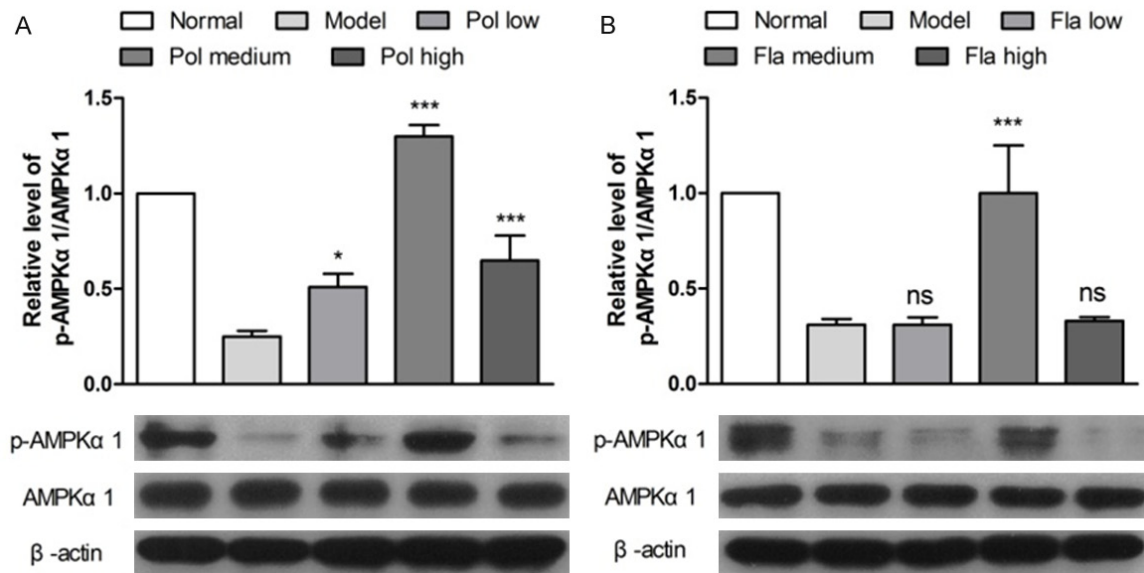 A
Normal Model Pol low
Pol medium Pol high
Relative level of
p-AMPKα 1/AMPKα 1
1.5
1.0
0.5
0.0
*
***
***
p-AMPKα 1
AMPKα 1
β -actin
B
Normal Model Fla low
Fla medium Fla high
Relative level of
p-AMPKα 1/AMPKα 1
1.5
1.0
0.5
0.0
ns
***
ns
p-AMPKα 1
AMPKα 1
β -actin